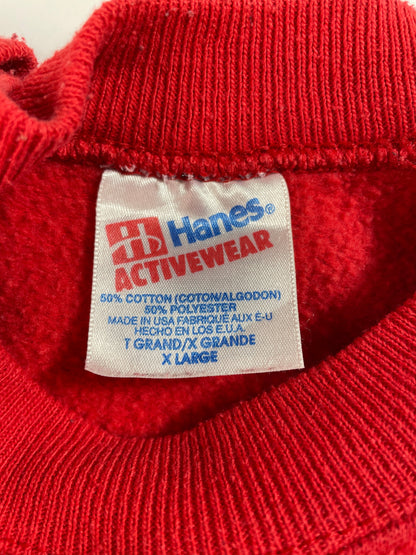 Hanes®
ACTIVEWEAR
50% COTTON (COTON/ALGODON)
50% POLYESTER
MADE IN USA FABRIQUE AUX E-U
HECHO EN LOS E.U.A.
T GRAND/X GRANDE
X LARGE